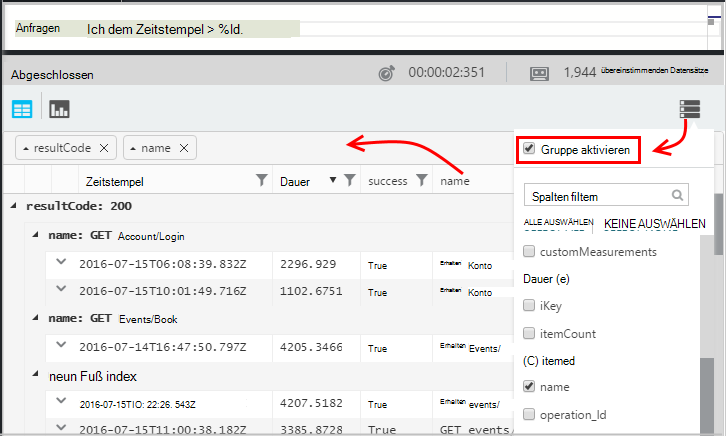 Anfragen Ich dem Zeitstempel > %Id.
Abgeschlossen 00:00:02:351 1,944 übereinstimmenden Datensätze
Gruppe aktivieren
resultCode × name ×
Zeitstempel Dauer success name
Spalten filtem
ALLE AUSWÄHLEN KEINE AUSWÄHLEN
resultCode: 200
name: GET Account/Login
2016-07-15T06:08:39.832Z 2296.929 True Erhalten Konto
2016-07-15T10:01:49.716Z 1102.6751 True Erhalten Konto
name: GET Events/Book
2016-07-14T16:47:50.797Z 4205.3466 True Erhalten Events/
neun Fuß index
2016-07-15TIO: 22:26. 543Z 4207.5182 True Erhalten events/
2016-07-15T11:00:38.182Z 3385.8728 True GET events/
customMeasurements
Dauer (e)
iKey
itemCount
(C) itemed
name
operation_Id